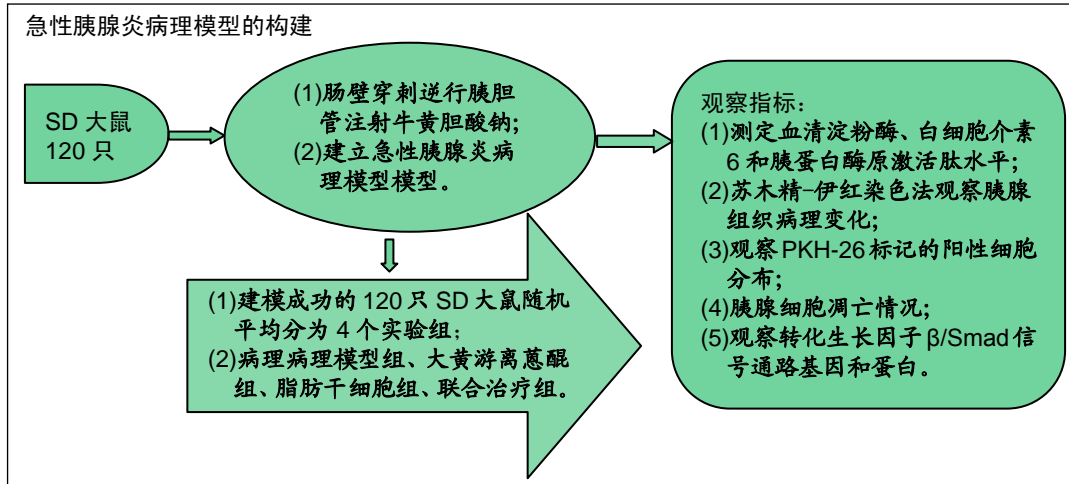 急性胰腺炎病理模型的构建
SD 大鼠
120 只
(1)肠壁穿刺逆行胰胆
管注射牛黄胆酸钠;
(2)建立急性胰腺炎病
理模型模型。
(1)建模成功的 120 只 SD 大鼠随机
平均分为 4 个实验组;
(2)病理病理模型组、大黄游离蒽醌
组、脂肪干细胞组、联合治疗组。
观察指标：
(1)测定血清淀粉酶、白细胞介素
6 和胰蛋白酶原激活肽水平;
(2)苏木精-伊红染色法观察胰腺
组织病理变化;
(3)观察 PKH-26 标记的阳性细胞
分布;
(4)胰腺细胞凋亡情况;
(5)观察转化生长因子 β/Smad 信
号通路基因和蛋白。